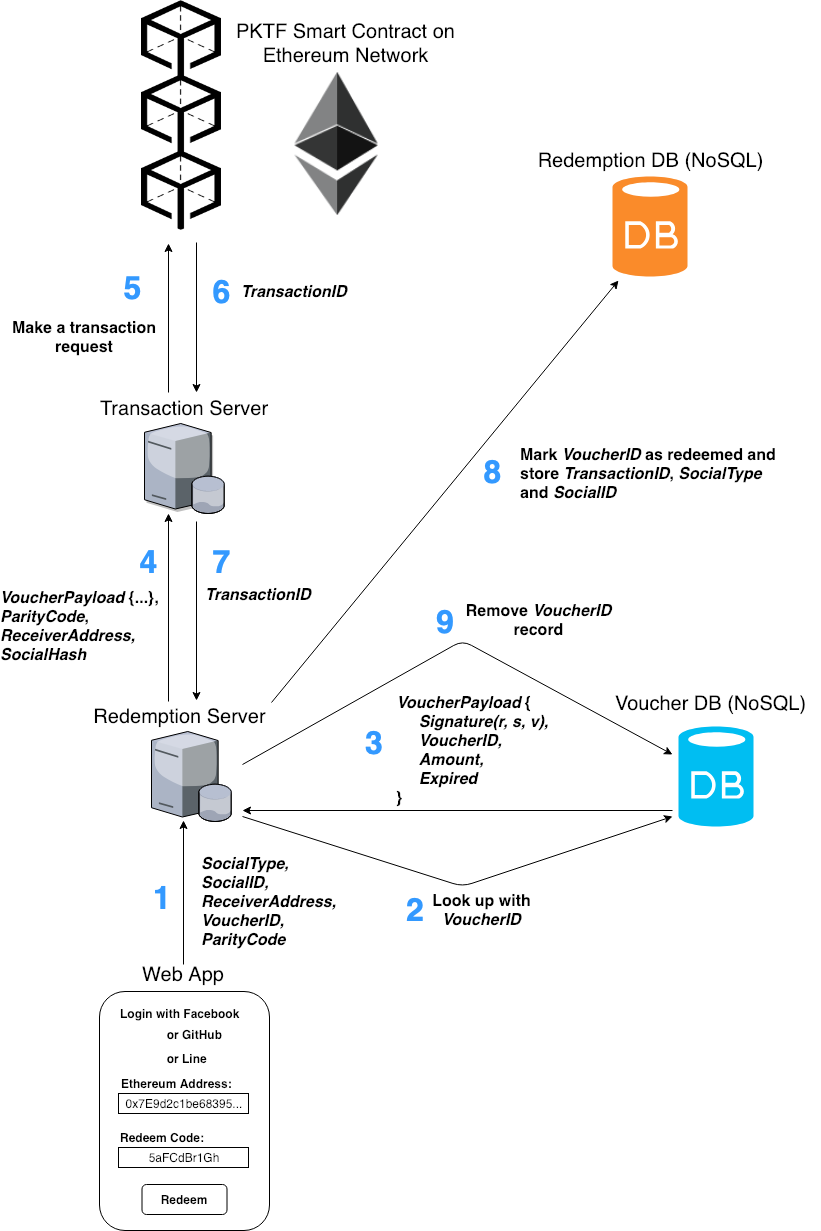 PKTF Smart Contract on
Ethereum Network
Redemption DB (NoSQL)
DB
5
Make a transaction
request
6
TransactionID
Transaction Server
8
Mark VoucherID as redeemed and
store TransactionID, SocialType
and SocialID
4
VoucherPayload {...},
ParityCode,
ReceiverAddress,
SocialHash
7
TransactionID
9
Remove VoucherID
record
Redemption Server
3
VoucherPayload {
Signature(r, s, v),
VoucherID,
Amount,
Expired
}
Voucher DB (NoSQL)
DB
1
SocialType,
SocialID,
ReceiverAddress,
VoucherID,
ParityCode
2
Look up with
VoucherID
Web App
Login with Facebook
or GitHub
or Line
Ethereum Address:
0x7E9d2c1be68395...
Redeem Code:
5aFCdBr1Gh
Redeem